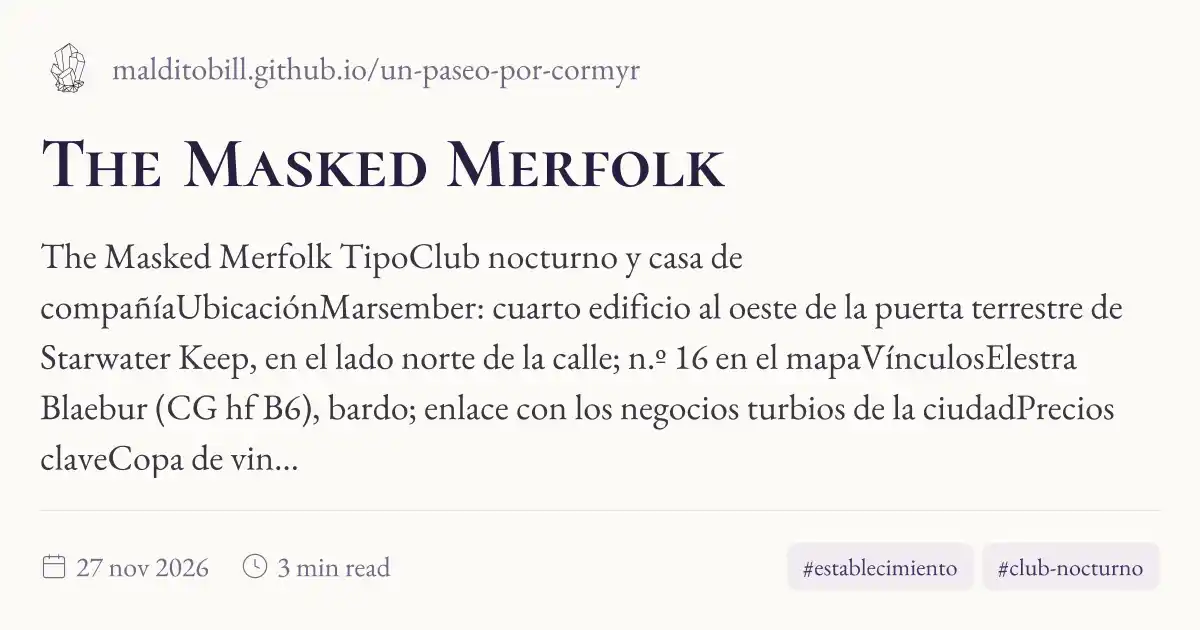 malditobill.github.io/un-paseo-por-cormyr
The Masked Merfolk
The Masked Merfolk TipoClub nocturno y casa de
compañíaUbicaciónMarsember: cuarto edificio al oeste de la puerta terrestre de
Starwater Keep, en el lado norte de la calle; n.º 16 en el mapaVínculosElestra
Blaebur (CG hf B6), bardo; enlace con los negocios turbios de la ciudadPrecios
claveCopa de vin...
27 nov 2026 3 min read #establecimiento #club-nocturno